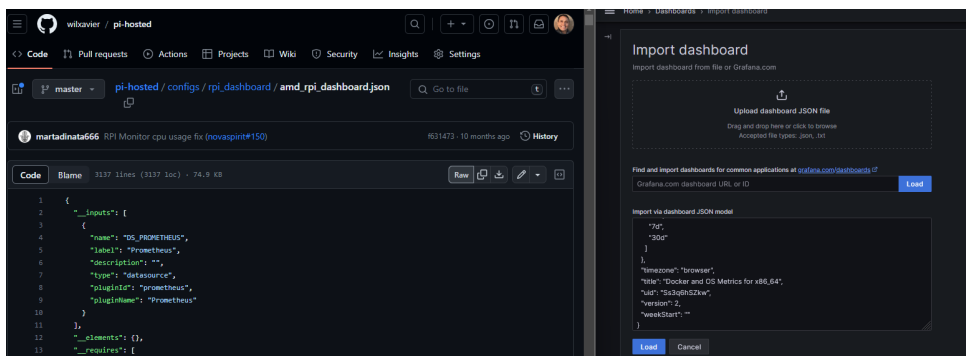 wilxavier / pi-hosted
Code Pull requests Actions Projects Wiki Security Insights Settings
master pi-hosted / configs / rpi_dashboard / amd_rpi_dashboard.json Go to file t
martadinata666 RPI Monitor cpu usage fix (novaspirit#150) f631473 · 10 months ago History
Code Blame 3137 lines (3137 loc) · 74.9 KB Raw
1 {
2 "__inputs": [
3 {
4 "name": "DS_PROMETHEUS",
5 "label": "Prometheus",
6 "description": "",
7 "type": "datasource",
8 "pluginId": "prometheus",
9 "pluginName": "Prometheus"
10 }
11 ],
12 "__elements": {},
13 "__requires": [
Home > Dashboards > Import dashboard
Import dashboard
Import dashboard from file or Grafana.com
Upload dashboard JSON file
Drag and drop here or click to browse
Accepted file types: .json, .txt
Find and import dashboards for common applications at grafana.com/dashboards
Grafana.com dashboard URL or ID Load
Import via dashboard JSON model
"7d",
"30d"
]
},
"timezone": "browser",
"title": "Docker and OS Metrics for x86_64",
"uid": "Ss3q6hSZkw",
"version": 2,
"weekStart": ""
}
Load Cancel